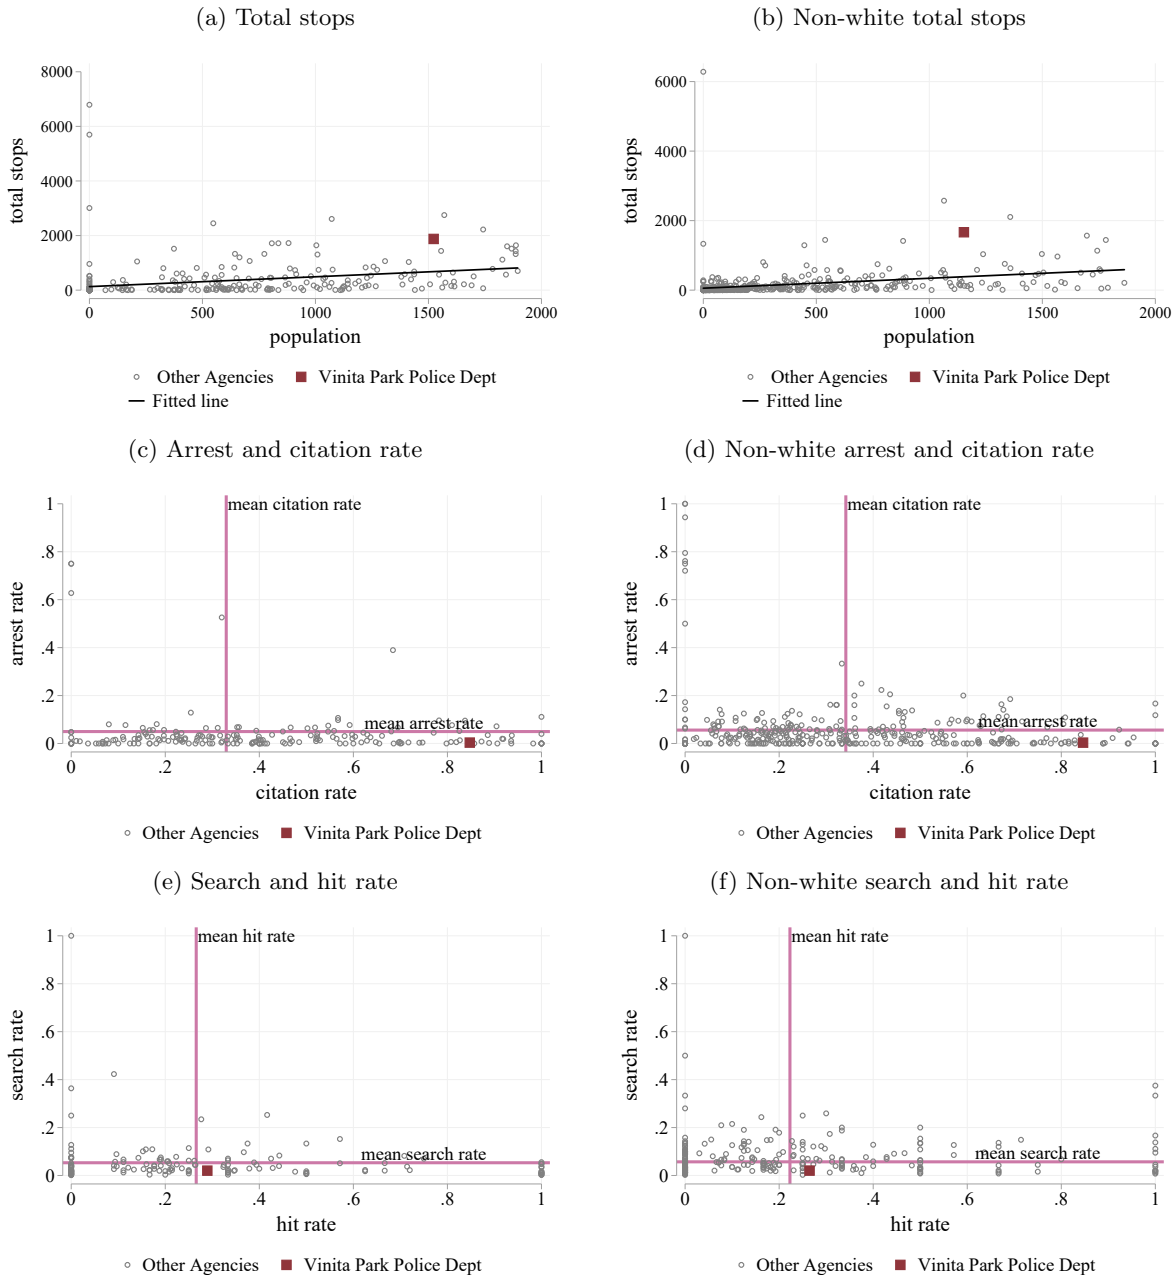 (a) Total stops
(b) Non-white total stops
8000
6000
4000
2000
0
total stops
0 500 1000 1500 2000
population
Other Agencies Vinita Park Police Dept
Fitted line
6000
4000
2000
0
total stops
0 500 1000 1500 2000
population
Other Agencies Vinita Park Police Dept
Fitted line
(c) Arrest and citation rate
(d) Non-white arrest and citation rate
1
.8
.6
.4
.2
0
arrest rate
mean citation rate
mean arrest rate
0 .2 .4 .6 .8 1
citation rate
Other Agencies Vinita Park Police Dept
1
.8
.6
.4
.2
0
arrest rate
mean citation rate
mean arrest rate
0 .2 .4 .6 .8 1
citation rate
Other Agencies Vinita Park Police Dept
(e) Search and hit rate
(f) Non-white search and hit rate
1
.8
.6
.4
.2
0
search rate
mean hit rate
mean search rate
0 .2 .4 .6 .8 1
hit rate
Other Agencies Vinita Park Police Dept
1
.8
.6
.4
.2
0
search rate
mean hit rate
mean search rate
0 .2 .4 .6 .8 1
hit rate
Other Agencies Vinita Park Police Dept